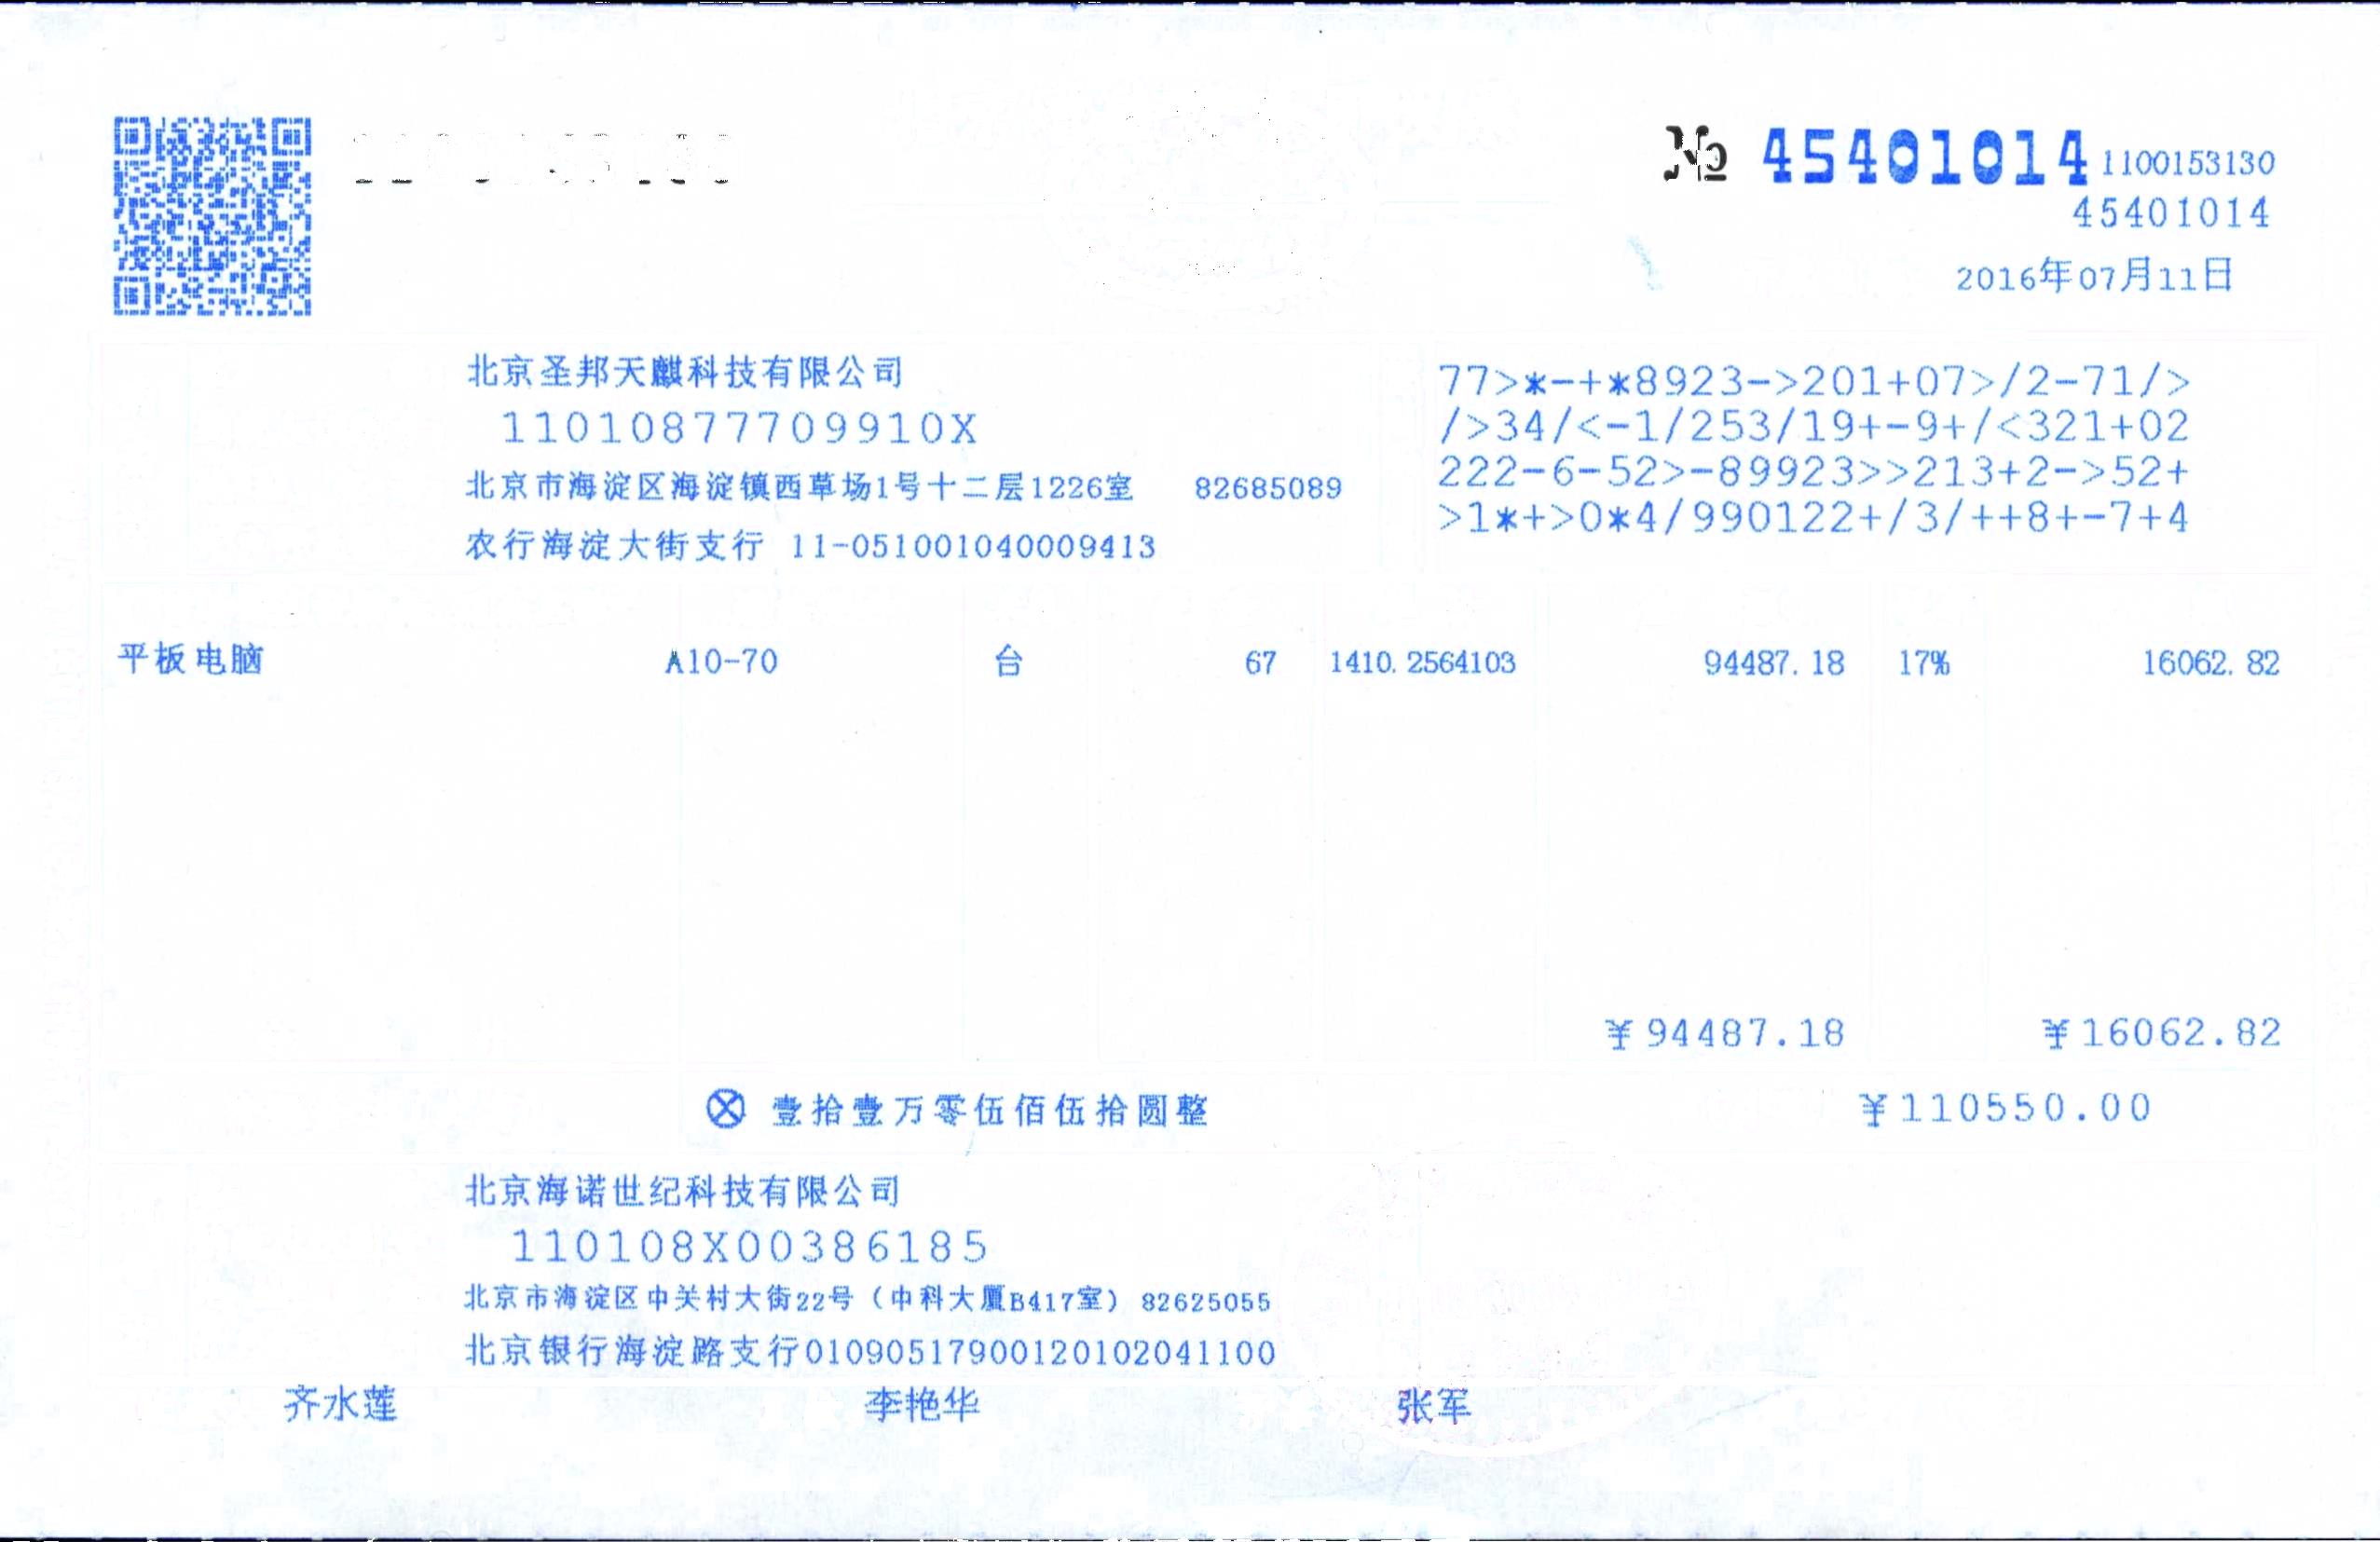 № 45401014 1100153130
45401014
2016年07月11日
北京圣邦天麒科技有限公司
11010877709910X
北京市海淀区海淀镇西草场1号十二层1226室 82685089
农行海淀大街支行 11-051001040009413
77>*-+*8923->201+07>/2-71/>
/>34/<-1/253/19+-9+/<321+02
222-6-52>-89923>>213+2->52+
>1*+>0*4/990122+/3/++8+-7+4
平板电脑 A10-70 台 67 1410.2564103 94487.18 17% 16062.82
¥94487.18 ¥16062.82
ⓧ 壹拾壹万零伍佰伍拾圆整 ¥110550.00
北京海诺世纪科技有限公司
110108X00386185
北京市海淀区中关村大街22号（中科大厦B417室）82625055
北京银行海淀路支行01090517900120102041100
齐水莲 李艳华 张军